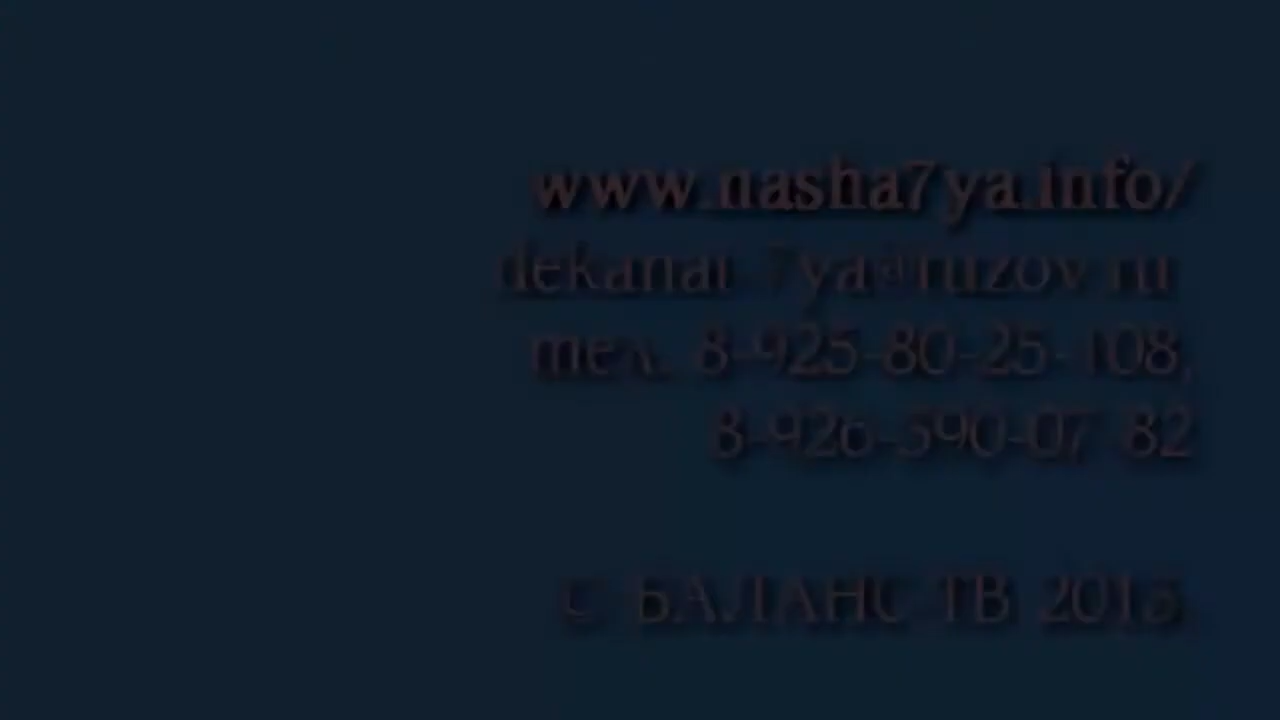 www.nasha7ya.info/
dekanat.7ya@ruzov.ru
тел. 8-925-80-25-108,
8-926-590-07-82
© БАЛАНС ТВ 2015